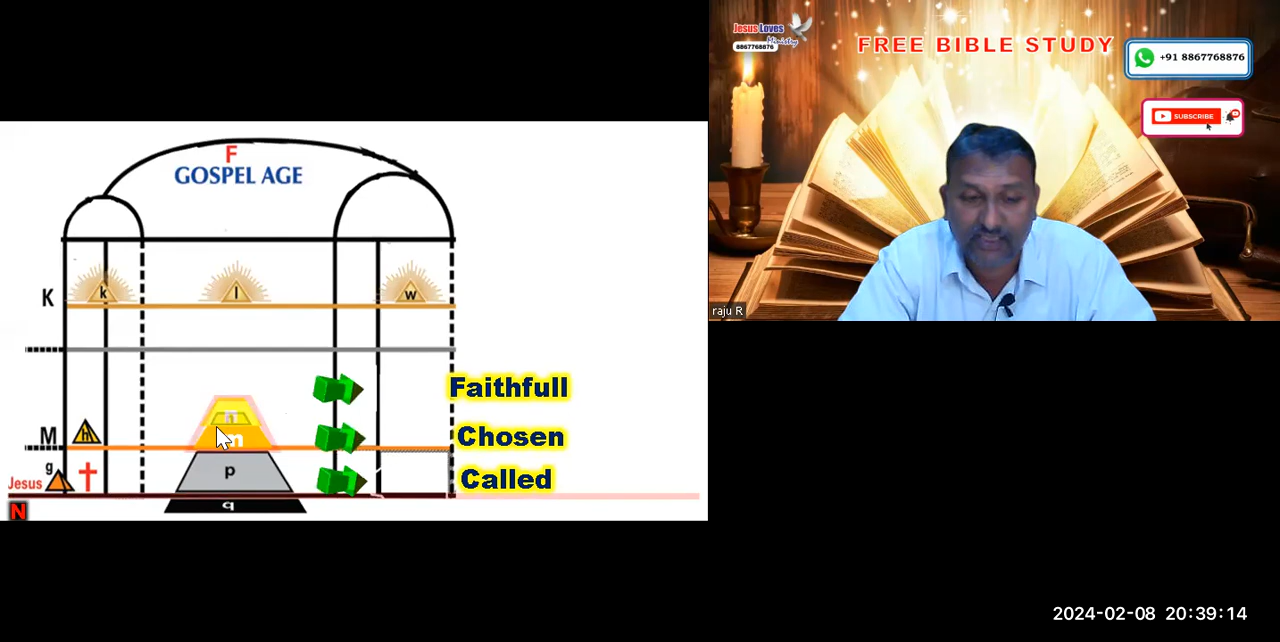 F
GOSPEL AGE
K
k
l
w
Faithfull
n
M
h
m
Chosen
g
Jesus
p
Called
N
q
Jesus Loves
Ministry
8867768876
FREE BIBLE STUDY
+91 8867768876
SUBSCRIBE
raju R
2024-02-08 20:39:14